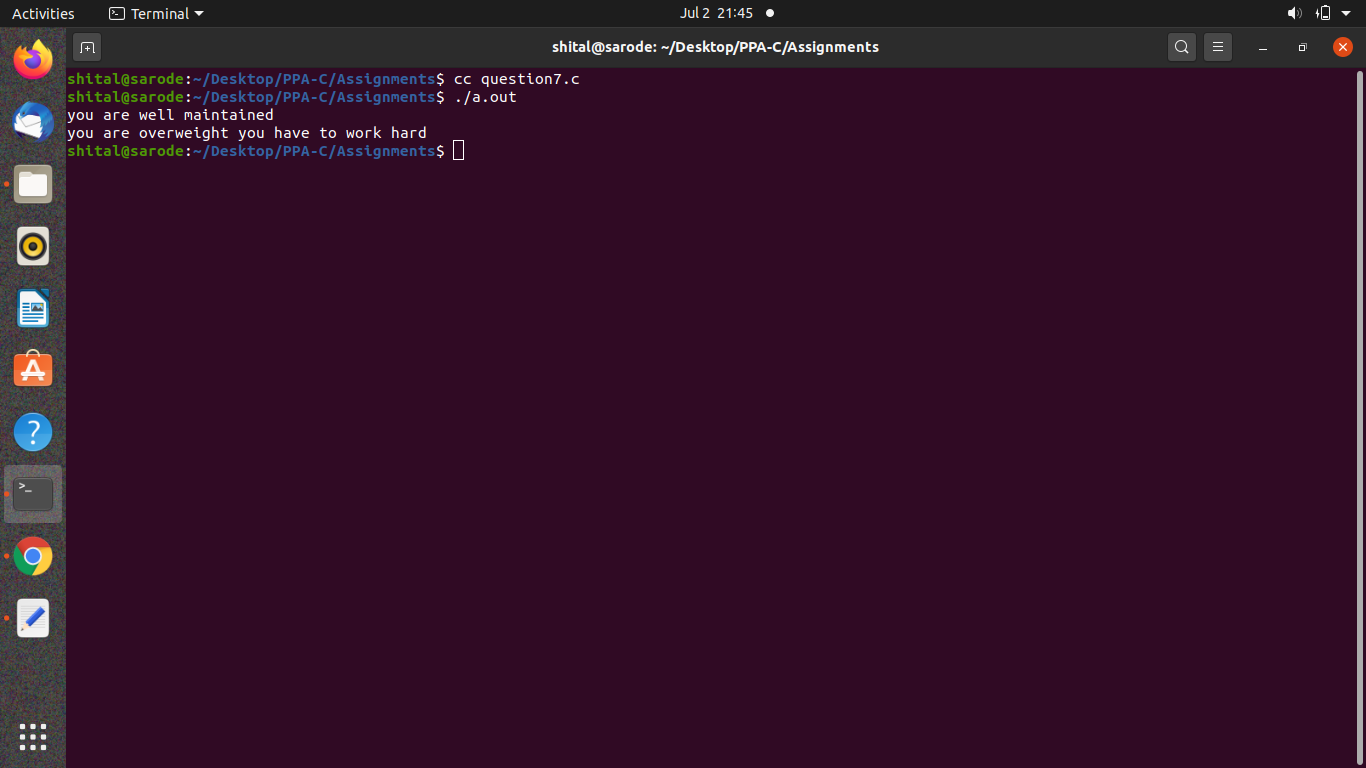 Activities
Terminal
Jul 2 21:45
shital@sarode: ~/Desktop/PPA-C/Assignments
shital@sarode:~/Desktop/PPA-C/Assignments$ cc question7.c
shital@sarode:~/Desktop/PPA-C/Assignments$ ./a.out
you are well maintained
you are overweight you have to work hard
shital@sarode:~/Desktop/PPA-C/Assignments$